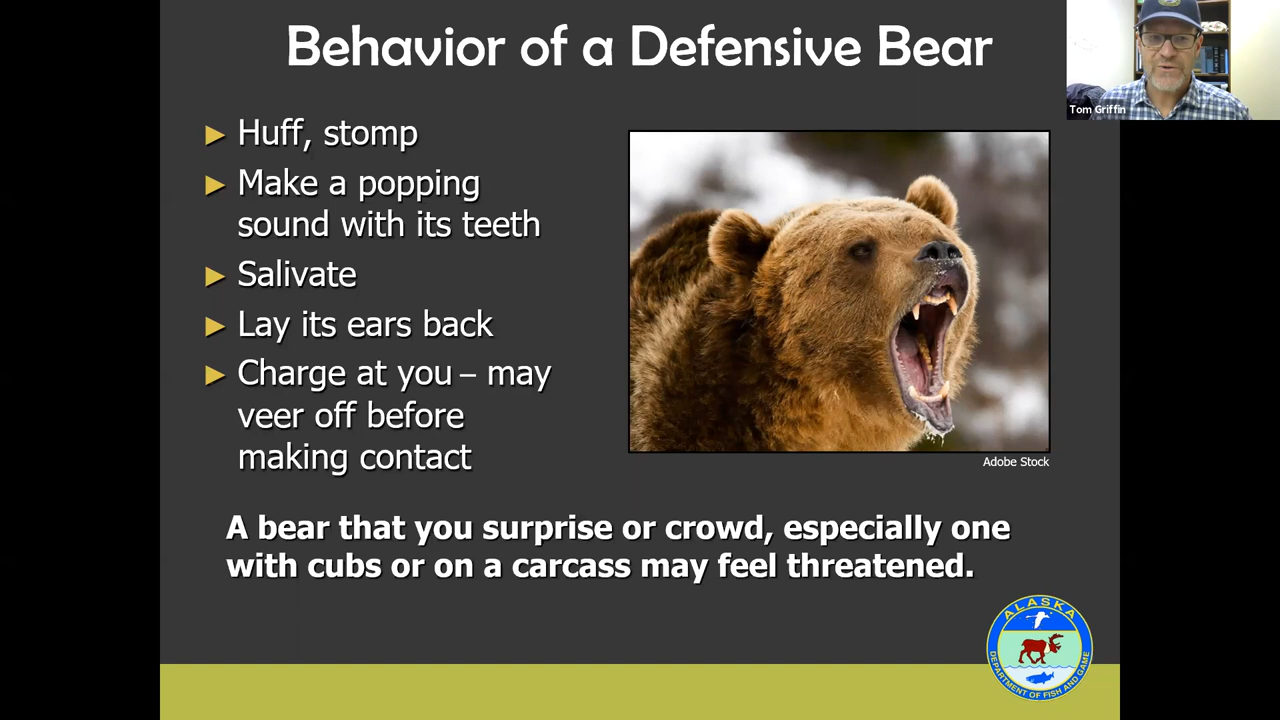 Behavior of a Defensive Bear
Tom Griffin
► Huff, stomp
► Make a popping
sound with its teeth
► Salivate
► Lay its ears back
► Charge at you – may
veer off before
making contact
Adobe Stock
A bear that you surprise or crowd, especially one
with cubs or on a carcass may feel threatened.
ALASKA
DEPARTMENT OF FISH AND GAME